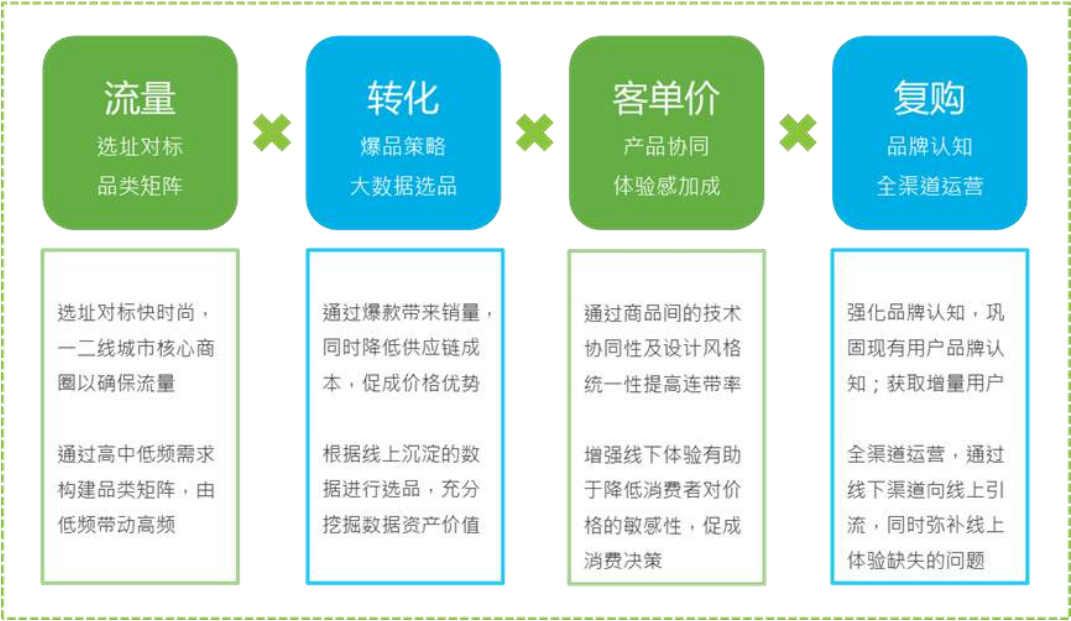 流量
选址对标
品类矩阵
转化
爆品策略
大数据选品
客单价
产品协同
体验感加成
复购
品牌认知
全渠道运营
选址对标快时尚，
一二线城市核心商
圈以确保流量
通过高中低频需求
构建品类矩阵，由
低频带动高频
通过爆款带来销量，
同时降低供应链成
本，促成价格优势
根据线上沉淀的数
据进行选品，充分
挖掘数据资产价值
通过商品间的技术
协同性及设计风格
统一性提高连带率
增强线下体验有助
于降低消费者对价
格的敏感性，促成
消费决策
强化品牌认知，巩
固现有用户品牌认
知；获取增量用户
全渠道运营，通过
线下渠道向线上引
流，同时弥补线上
体验缺失的问题